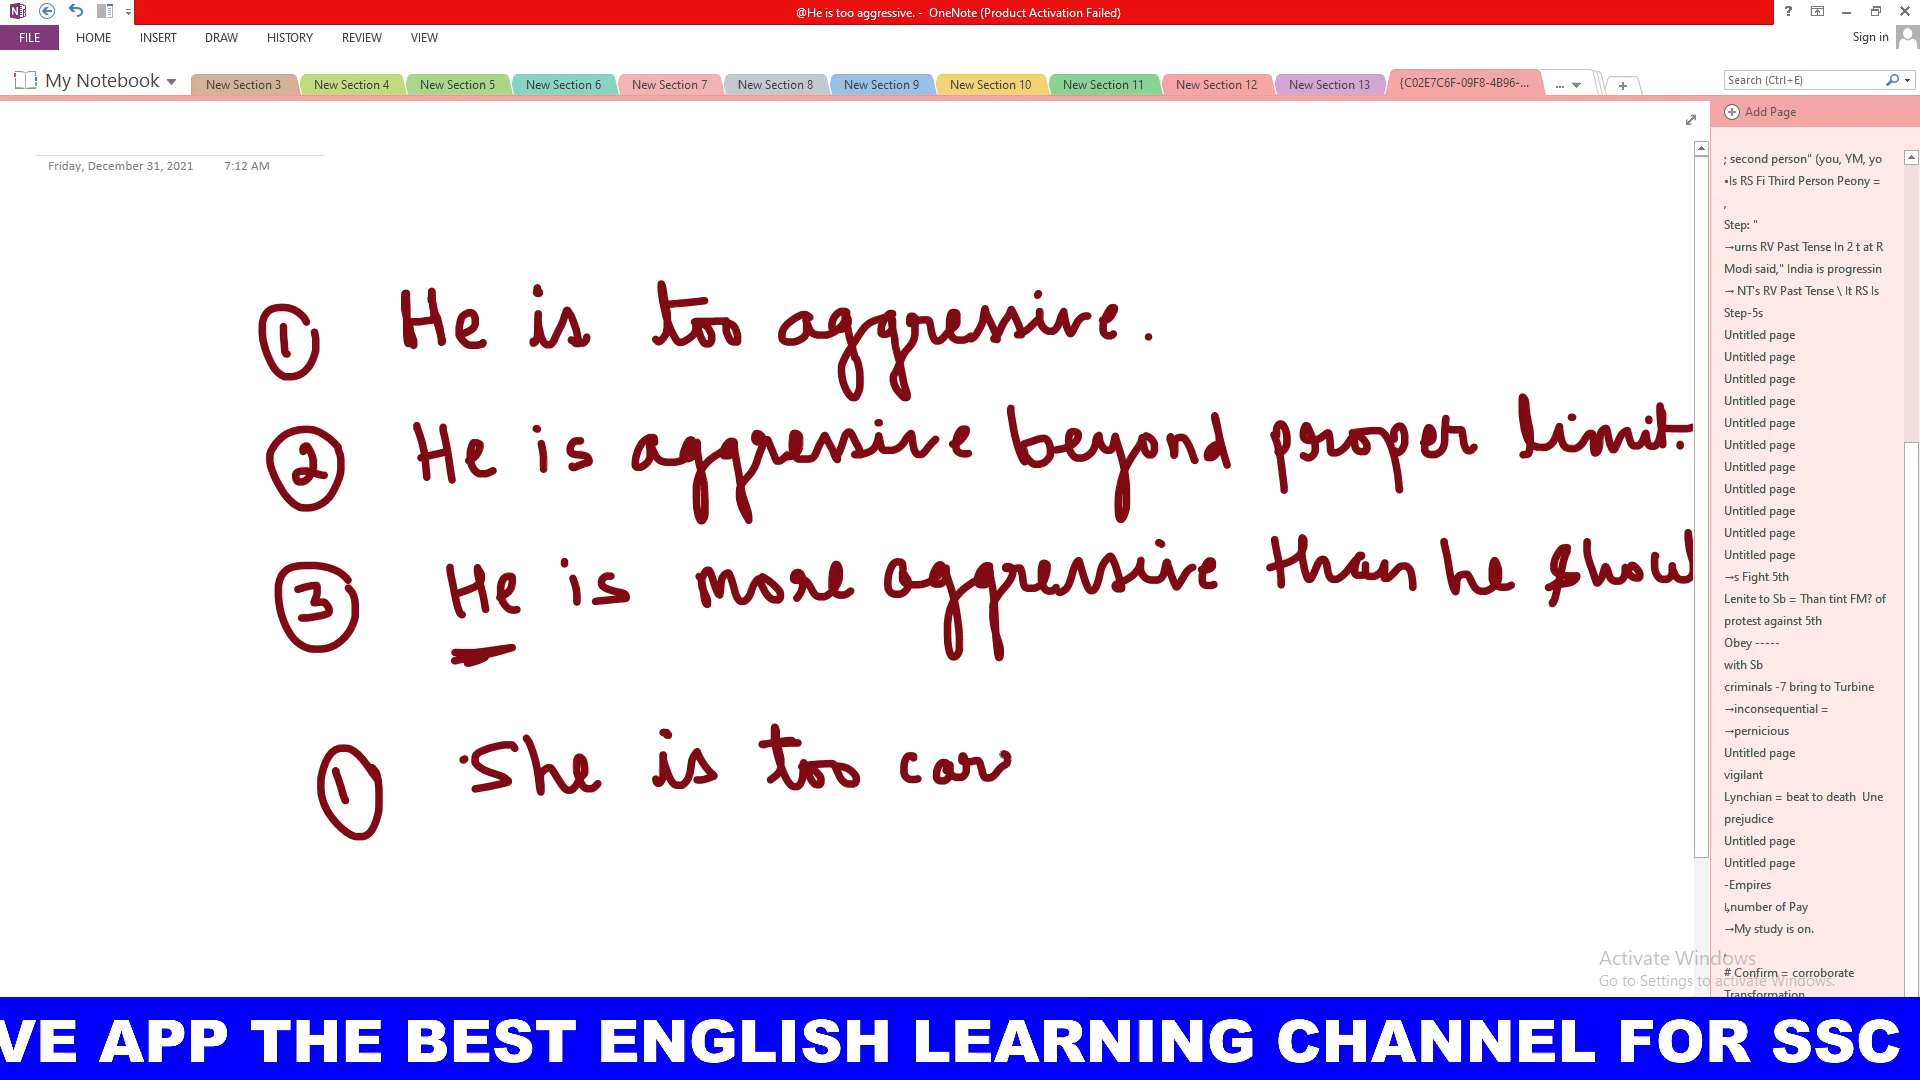 @He is too aggressive. - OneNote (Product Activation Failed)
?
FILE HOME INSERT DRAW HISTORY REVIEW VIEW
Sign in
My Notebook
New Section 3 New Section 4 New Section 5 New Section 6 New Section 7 New Section 8 New Section 9 New Section 10 New Section 11 New Section 12 New Section 13 {C02E7C6F-09F8-4B96-... ...
Search (Ctrl+E)
Add Page
Friday, December 31, 2021 7:12 AM
1 He is too aggressive.
2 He is aggressive beyond proper limit.
3 He is more aggressive than he shoul
1 She is too car
; second person" (you, YM, yo
•Is RS Fi Third Person Peony =
,
Step: "
→urns RV Past Tense In 2 t at R
Modi said," India is progressin
→ NT's RV Past Tense \ It RS Is
Step-5s
Untitled page
Untitled page
Untitled page
Untitled page
Untitled page
Untitled page
Untitled page
Untitled page
Untitled page
Untitled page
Untitled page
→s Fight 5th
Lenite to Sb = Than tint FM? of
protest against 5th
Obey -----
with Sb
criminals -7 bring to Turbine
→inconsequential =
→pernicious
Untitled page
vigilant
Lynchian = beat to death Une
prejudice
Untitled page
Untitled page
-Empires
number of Pay
→My study is on.
# Confirm = corroborate
Transformation
Activate Windows
Go to Settings to activate Windows.
VE APP THE BEST ENGLISH LEARNING CHANNEL FOR SSC